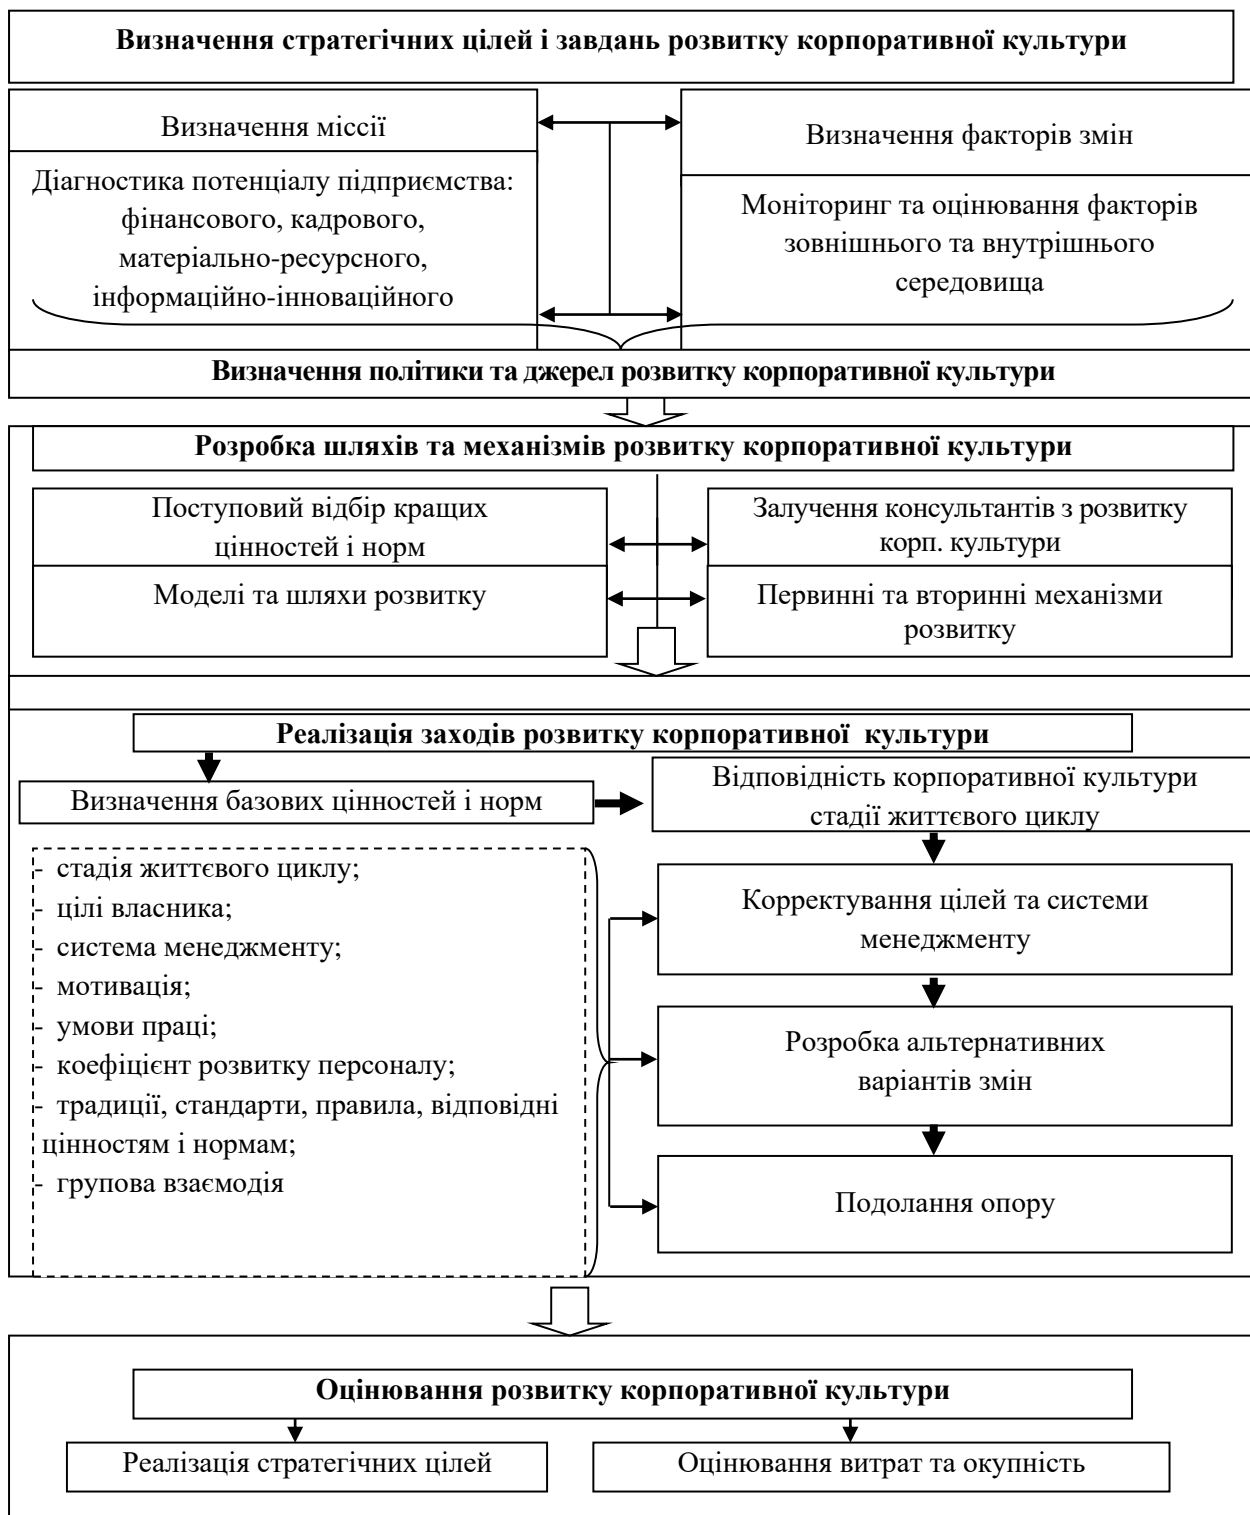 Визначення стратегічних цілей і завдань розвитку корпоративної культури
Визначення міссії
Визначення факторів змін
Діагностика потенціалу підприємства:
фінансового, кадрового,
матеріально-ресурсного,
інформаційно-інноваційного
Моніторинг та оцінювання факторів
зовнішнього та внутрішнього
середовища
Визначення політики та джерел розвитку корпоративної культури
Розробка шляхів та механізмів розвитку корпоративної культури
Поступовий відбір кращих
цінностей і норм
Залучення консультантів з розвитку
корп. культури
Моделі та шляхи розвитку
Первинні та вторинні механізми
розвитку
Реалізація заходів розвитку корпоративної культури
Визначення базових цінностей і норм
Відповідність корпоративної культури
стадії життєвого циклу
- стадія життєвого циклу;
- цілі власника;
- система менеджменту;
- мотивація;
- умови праці;
- коефіцієнт розвитку персоналу;
- традиції, стандарти, правила, відповідні
цінностям і нормам;
- групова взаємодія
Корректування цілей та системи
менеджменту
Розробка альтернативних
варіантів змін
Подолання опору
Оцінювання розвитку корпоративної культури
Реалізація стратегічних цілей
Оцінювання витрат та окупність